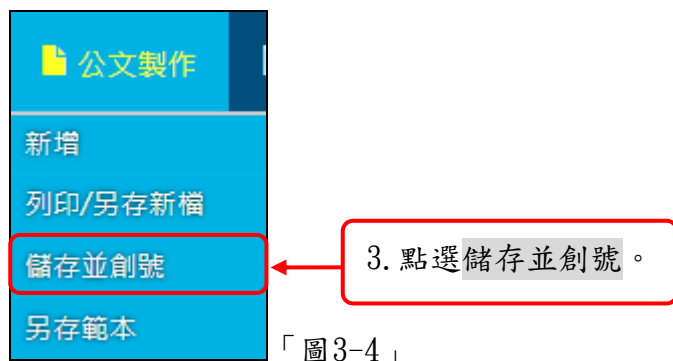 公文製作
新增
列印/另存新檔
儲存並創號
3.點選儲存並創號。
另存範本
「圖3-4」